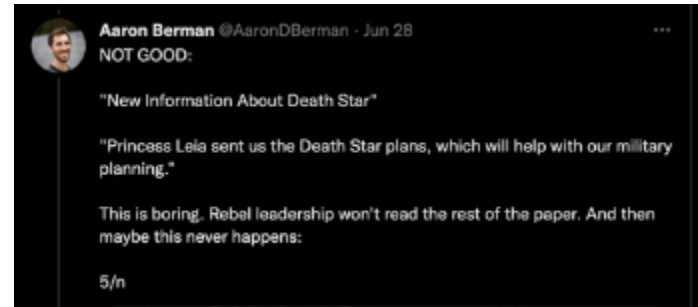 Aaron Berman @AaronDBerman · Jun 28
NOT GOOD:
"New Information About Death Star"
"Princess Leia sent us the Death Star plans, which will help with our military
planning."
This is boring. Rebel leadership won't read the rest of the paper. And then
maybe this never happens:
5/n